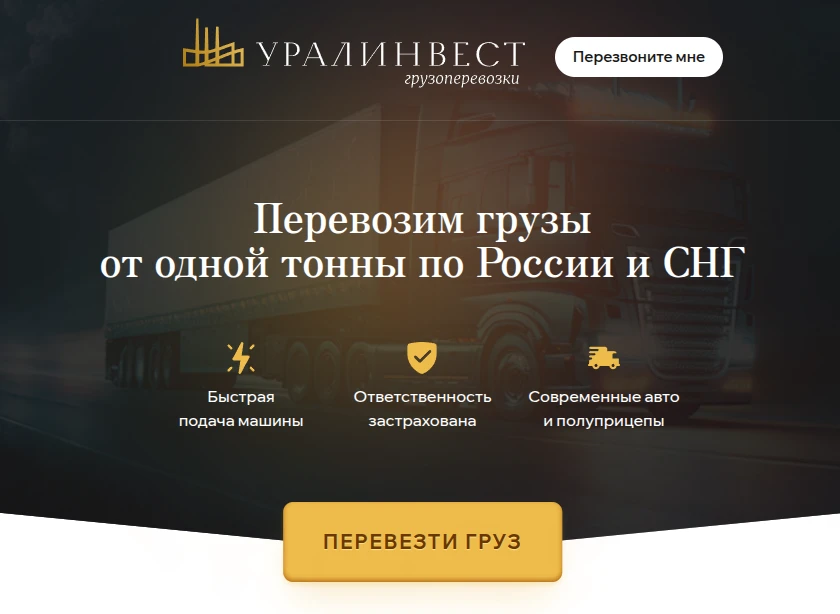 УРАЛИНВЕСТ
грузоперевозки
Перезвоните мне
Перевозим грузы
от одной тонны по России и СНГ
Быстрая
подача машины
Ответственность
застрахована
Современные авто
и полуприцепы
ПЕРЕВЕЗТИ ГРУЗ